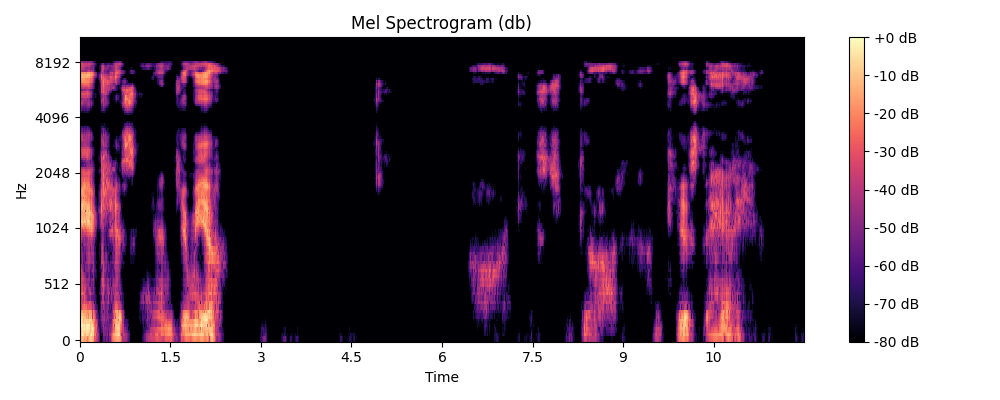 Mel Spectrogram (db)
8192
4096
2048
1024
512
0
Hz
0 1.5 3 4.5 6 7.5 9 10
Time
+0 dB
-10 dB
-20 dB
-30 dB
-40 dB
-50 dB
-60 dB
-70 dB
-80 dB